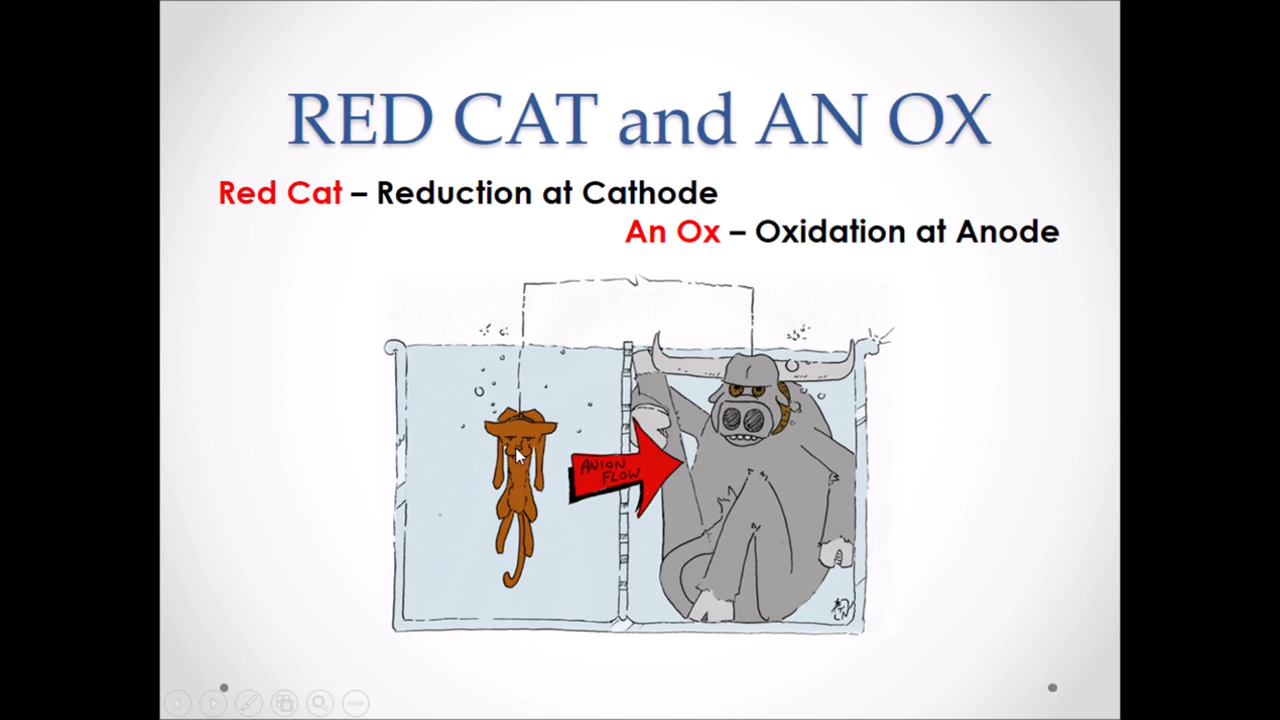 RED CAT and AN OX
Red Cat – Reduction at Cathode
An Ox – Oxidation at Anode
ANION
FLOW